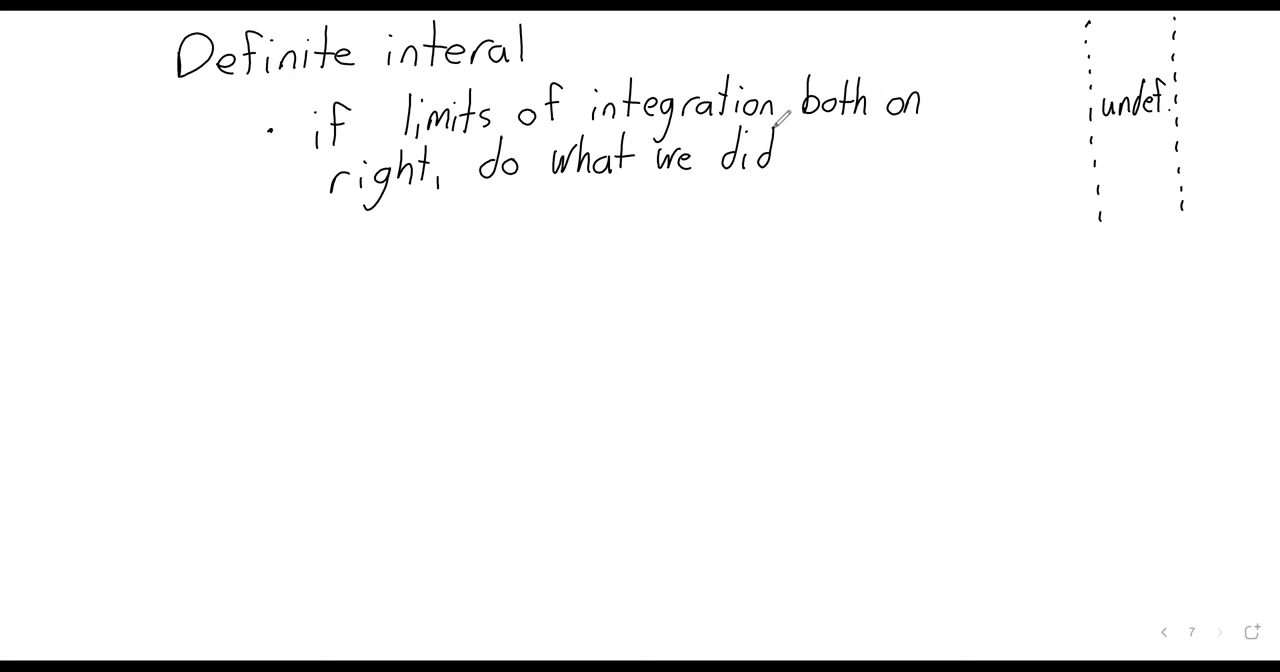 Definite interal
· if limits of integration both on
right, do what we did
undef.
7